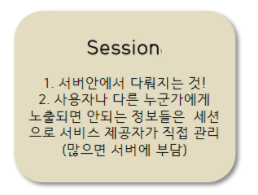 Session
1. 서버안에서 다뤄지는 것!
2. 사용자나 다른 누군가에게
노출되면 안되는 정보들은 세션
으로 서비스 제공자가 직접 관리
(많으면 서버에 부담)